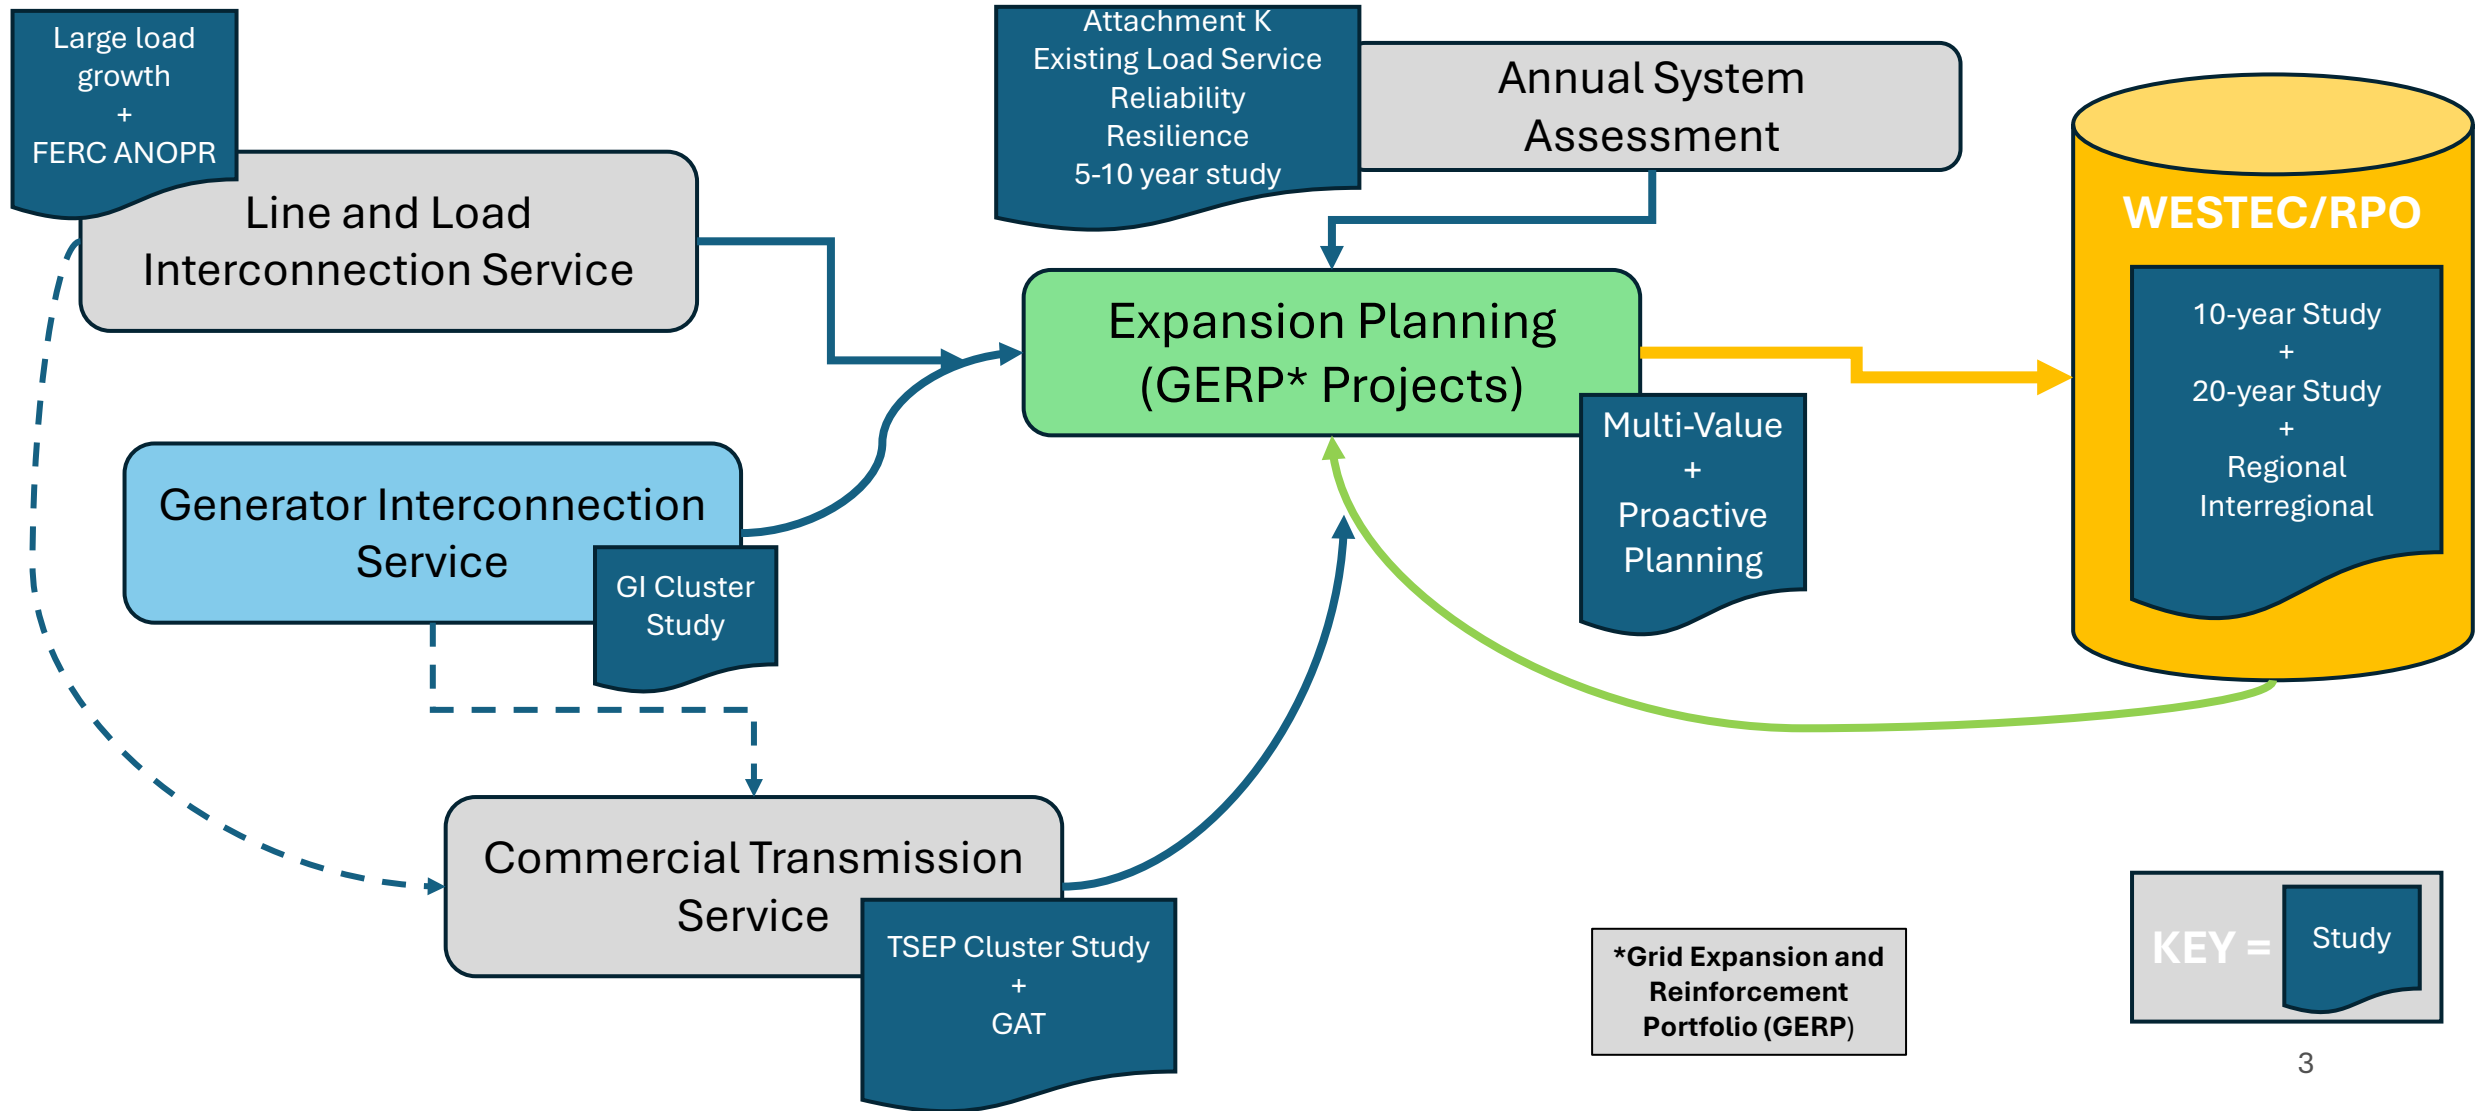 Large load
growth
+
FERC ANOPR
Line and Load
Interconnection Service
Attachment K
Existing Load Service
Reliability
Resilience
5-10 year study
Annual System
Assessment
WESTEC/RPO
10-year Study
+
20-year Study
+
Regional
Interregional
Expansion Planning
(GERP* Projects)
Multi-Value
+
Proactive
Planning
Generator Interconnection
Service
GI Cluster
Study
Commercial Transmission
Service
TSEP Cluster Study
+
GAT
*Grid Expansion and
Reinforcement
Portfolio (GERP)
KEY =
Study
3